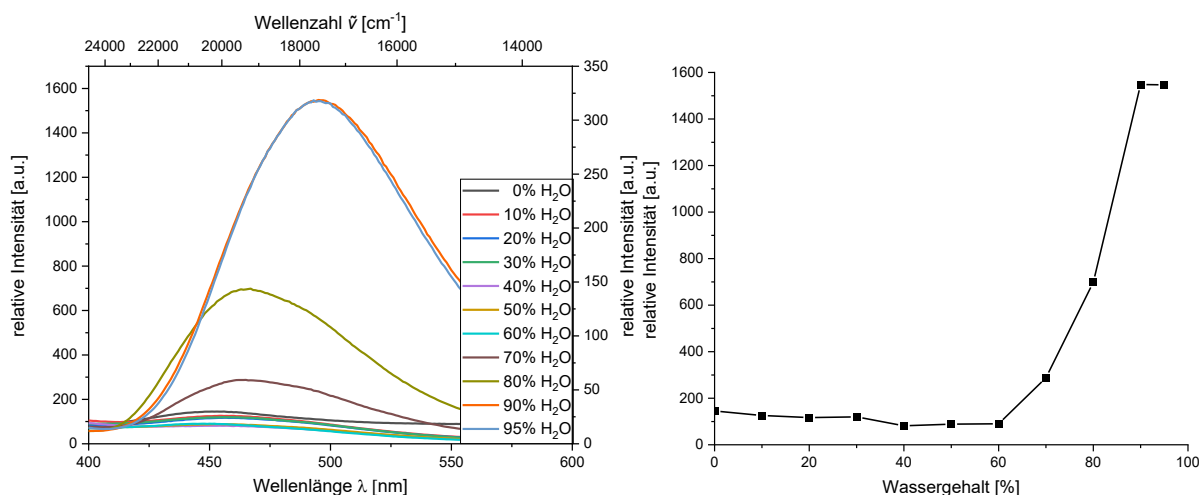 Wellenzahl ṽ [cm⁻¹]
24000 22000 20000 18000 16000 14000
relative Intensität [a.u.]
1600
1400
1200
1000
800
600
400
200
0
350
300
250
200
150
100
50
0
relative Intensität [a.u.]
0% H₂O
10% H₂O
20% H₂O
30% H₂O
40% H₂O
50% H₂O
60% H₂O
70% H₂O
80% H₂O
90% H₂O
95% H₂O
400 450 500 550 600
Wellenlänge λ [nm]
relative Intensität [a.u.]
1600
1400
1200
1000
800
600
400
200
0
0 20 40 60 80 100
Wassergehalt [%]